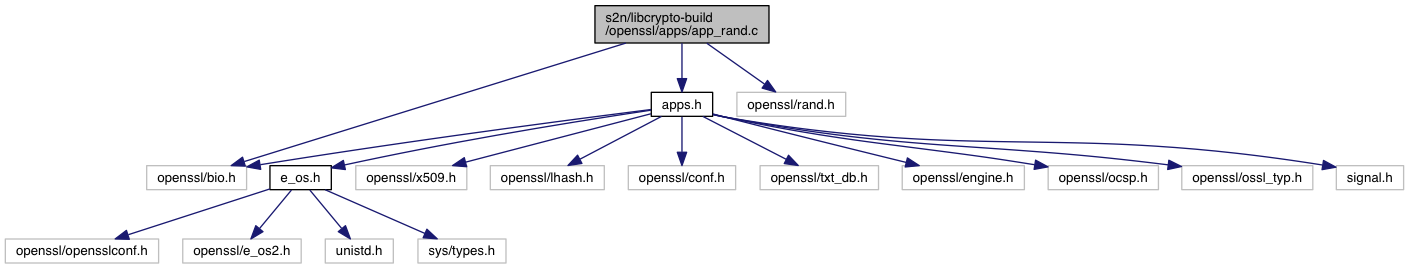 s2n/libcrypto-build
/openssl/apps/app_rand.c
apps.h
openssl/rand.h
openssl/bio.h
e_os.h
openssl/x509.h
openssl/lhash.h
openssl/conf.h
openssl/txt_db.h
openssl/engine.h
openssl/ocsp.h
openssl/ossl_typ.h
signal.h
openssl/opensslconf.h
openssl/e_os2.h
unistd.h
sys/types.h